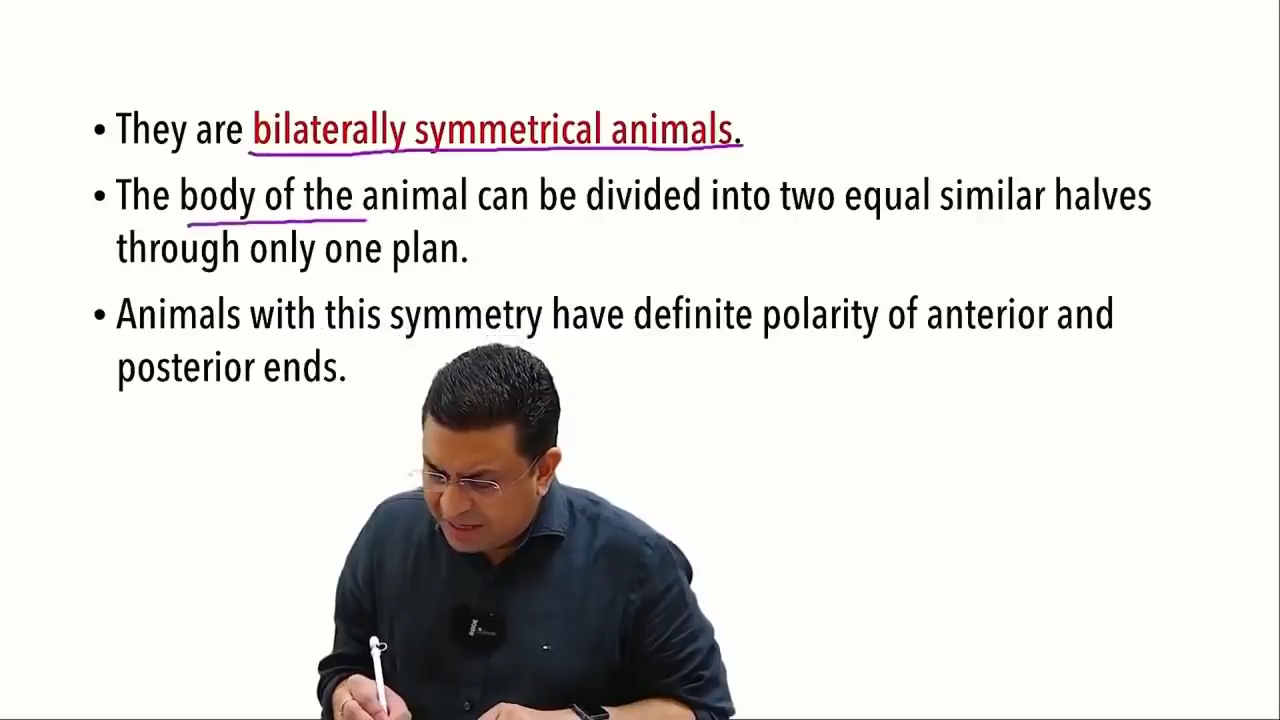 • They are bilaterally symmetrical animals.
• The body of the animal can be divided into two equal similar halves
through only one plan.
• Animals with this symmetry have definite polarity of anterior and
posterior ends.